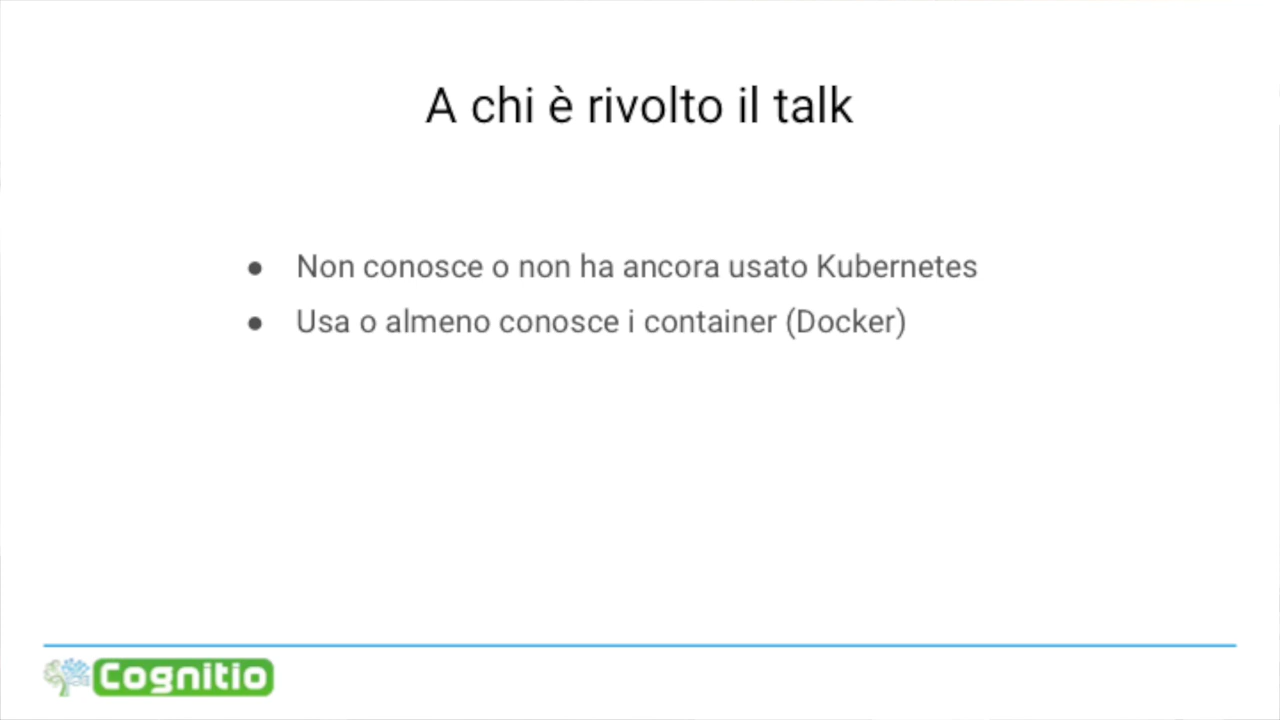 A chi è rivolto il talk
● Non conosce o non ha ancora usato Kubernetes
● Usa o almeno conosce i container (Docker)
Cognitio